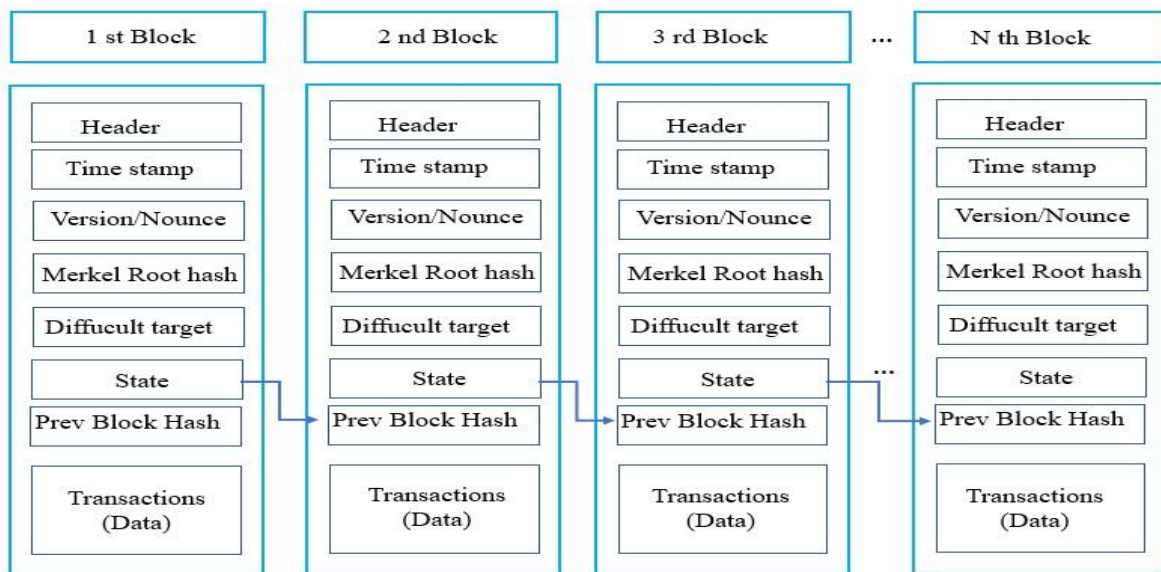 1 st Block
2 nd Block
3 rd Block
...
N th Block
Header
Time stamp
Version/Nounce
Merkel Root hash
Diffucult target
State
Prev Block Hash
Transactions
(Data)
Header
Time stamp
Version/Nounce
Merkel Root hash
Diffucult target
State
Prev Block Hash
Transactions
(Data)
Header
Time stamp
Version/Nounce
Merkel Root hash
Diffucult target
State
Prev Block Hash
Transactions
(Data)
...
Header
Time stamp
Version/Nounce
Merkel Root hash
Diffucult target
State
Prev Block Hash
Transactions
(Data)